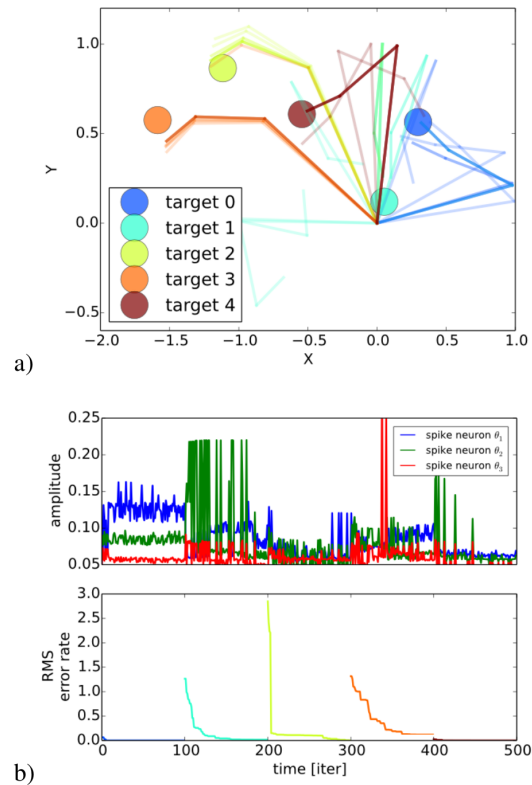 1.0
0.5
0.0
−0.5
Y
target 0
target 1
target 2
target 3
target 4
−2.0 −1.5 −1.0 −0.5 0.0 0.5 1.0
X
a)
0.25
0.20
0.15
0.10
0.05
amplitude
spike neuron θ₁
spike neuron θ₂
spike neuron θ₃
3.0
2.5
2.0
1.5
1.0
0.5
0.0
RMS
error rate
0 100 200 300 400 500
time [iter]
b)